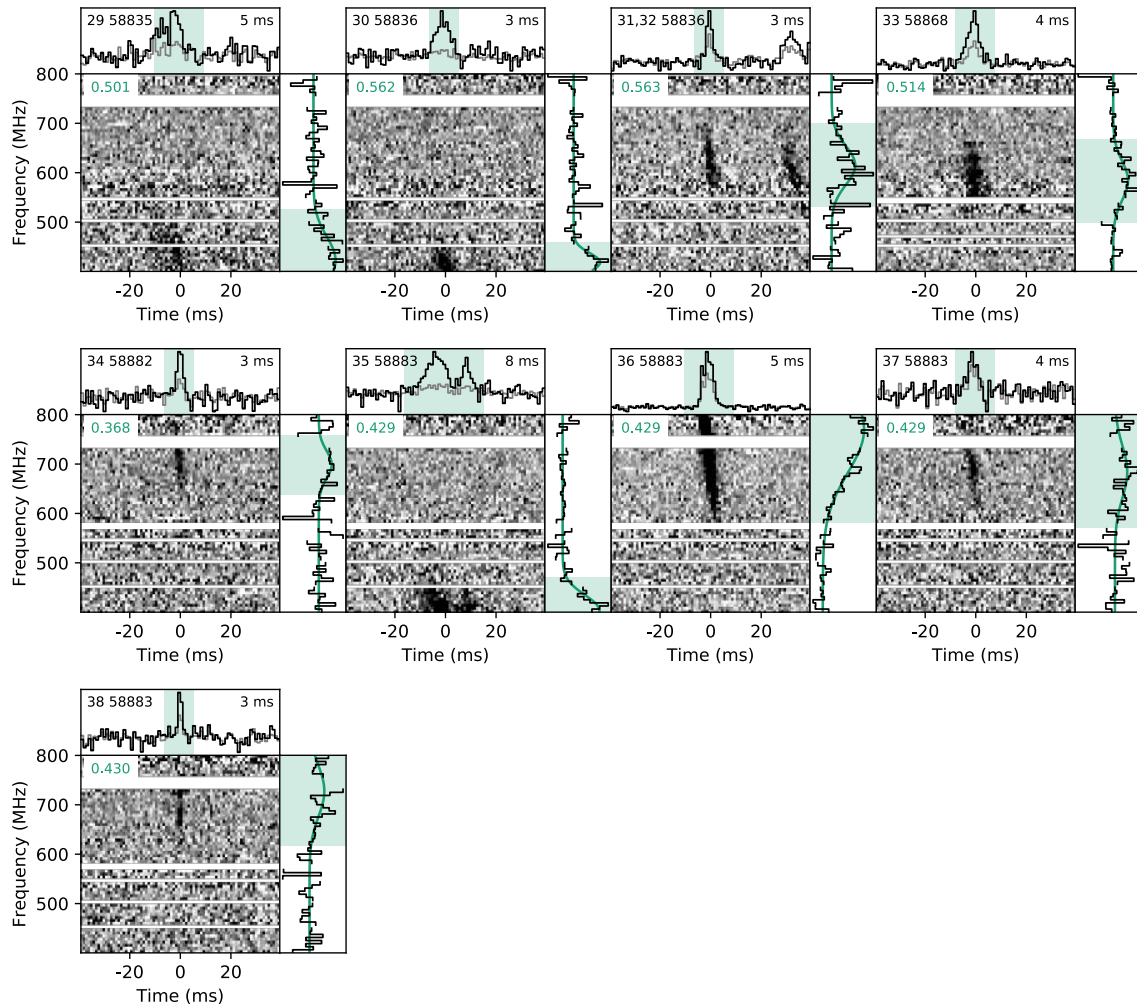 29 58835 5 ms 30 58836 3 ms 31,32 58836 3 ms 33 58868 4 ms
800 0.501 0.562 0.563 0.514
700
600
500
Frequency (MHz)
-20 0 20 -20 0 20 -20 0 20 -20 0 20
Time (ms) Time (ms) Time (ms) Time (ms)
34 58882 3 ms 35 58883 8 ms 36 58883 5 ms 37 58883 4 ms
800 0.368 0.429 0.429 0.429
700
600
500
Frequency (MHz)
-20 0 20 -20 0 20 -20 0 20 -20 0 20
Time (ms) Time (ms) Time (ms) Time (ms)
38 58883 3 ms
800 0.430
700
600
500
Frequency (MHz)
-20 0 20
Time (ms)